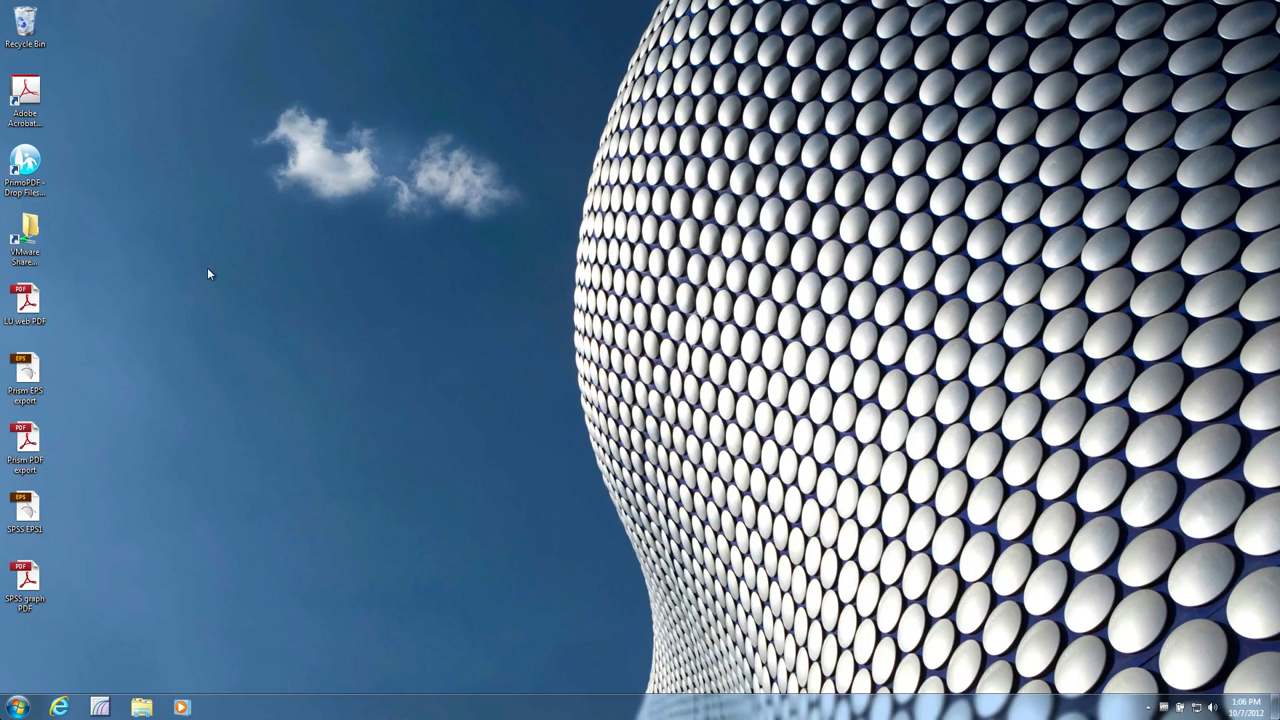 Recycle Bin
Adobe
Acrobat...
PrimoPDF -
Drop Files...
VMware
Share...
PDF
LU web PDF
EPS
Prism EPS
export
PDF
Prism PDF
export
EPS
SPSS EPS1
PDF
SPSS graph
PDF
1:06 PM
10/7/2012